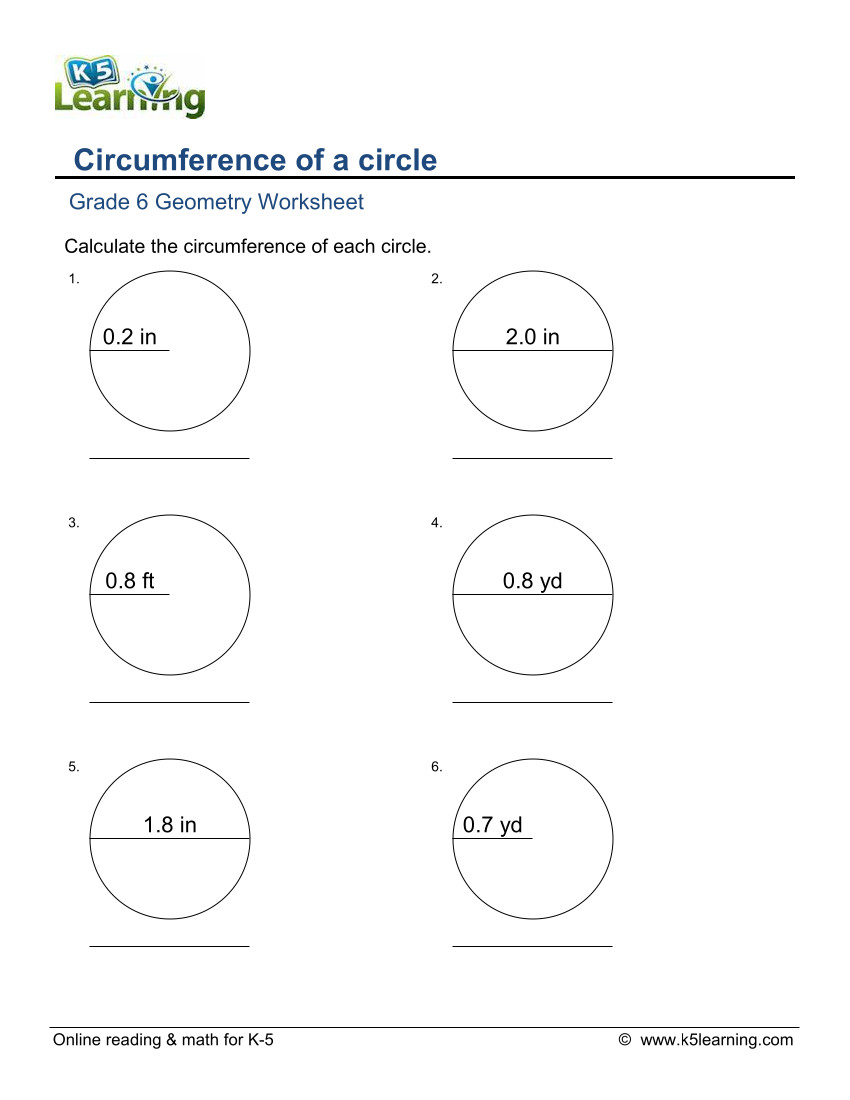 K5
Learning
Circumference of a circle
Grade 6 Geometry Worksheet
Calculate the circumference of each circle.
1.
0.2 in
2.
2.0 in
3.
0.8 ft
4.
0.8 yd
5.
1.8 in
6.
0.7 yd
Online reading & math for K-5
© www.k5learning.com